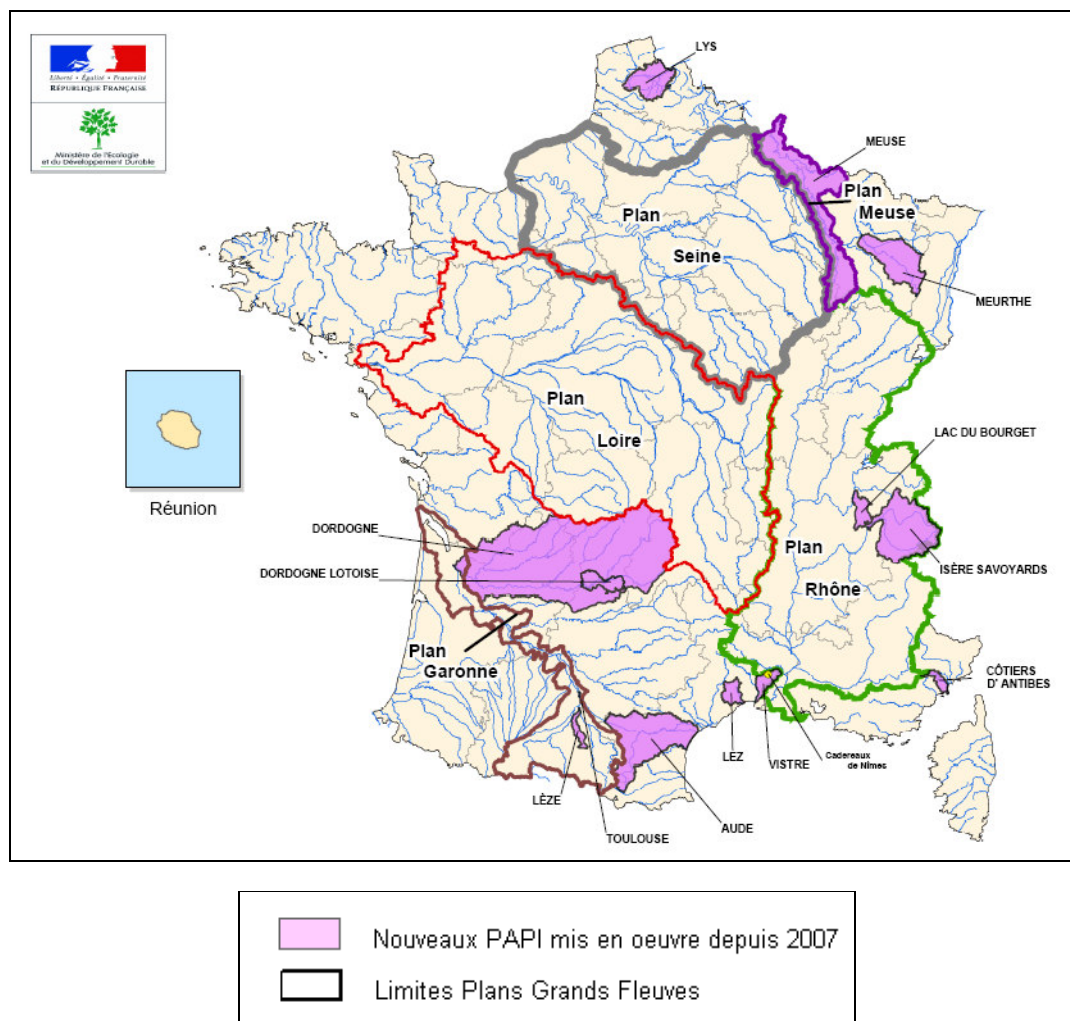 Liberté • Égalité • Fraternité
RÉPUBLIQUE FRANÇAISE
Ministère de l'Ecologie
et du Développement Durable
LYS
MEUSE
Plan
Meuse
Plan
Seine
MEURTHE
Plan
Loire
LAC DU BOURGET
Réunion
DORDOGNE
DORDOGNE LOTOISE
Plan
Rhône
ISÈRE SAVOYARDS
Plan
Garonne
CÔTIERS
D' ANTIBES
LEZ
VISTRE
Cadereaux
de Nîmes
LÈZE
AUDE
TOULOUSE
Nouveaux PAPI mis en oeuvre depuis 2007
Limites Plans Grands Fleuves